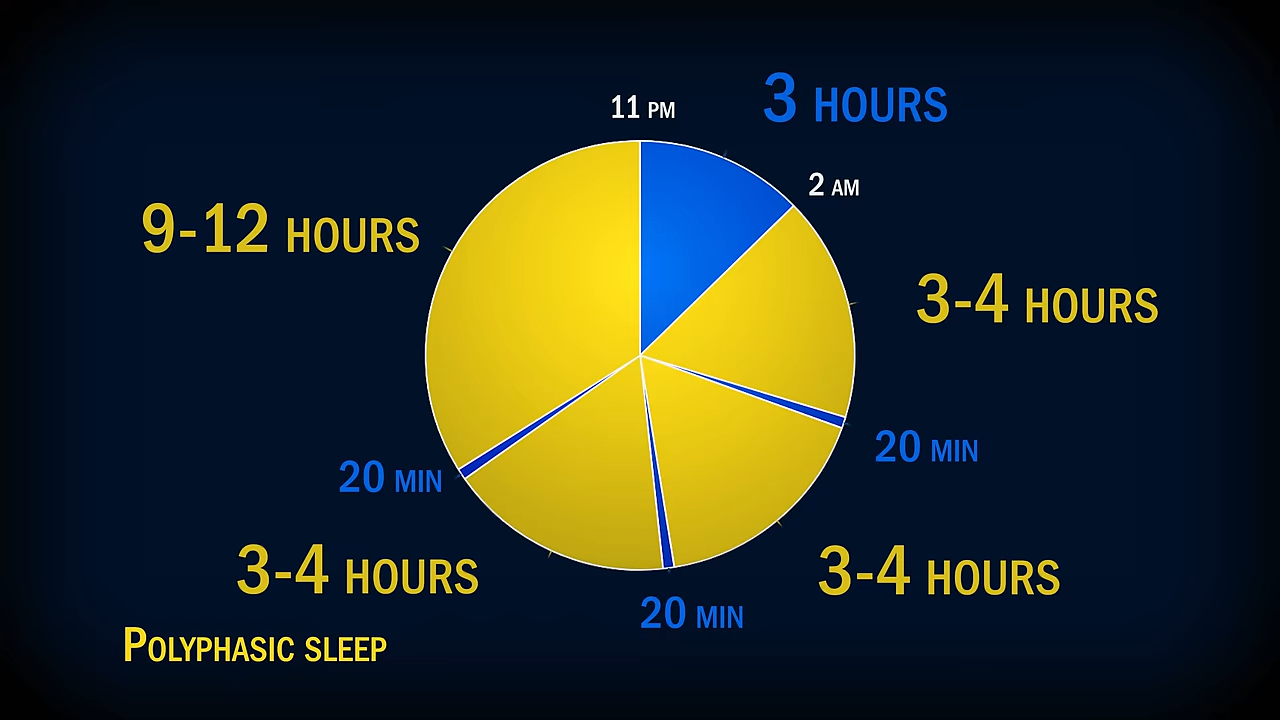 11 PM
3 HOURS
2 AM
9-12 HOURS
3-4 HOURS
20 MIN
20 MIN
3-4 HOURS
3-4 HOURS
20 MIN
POLYPHASIC SLEEP